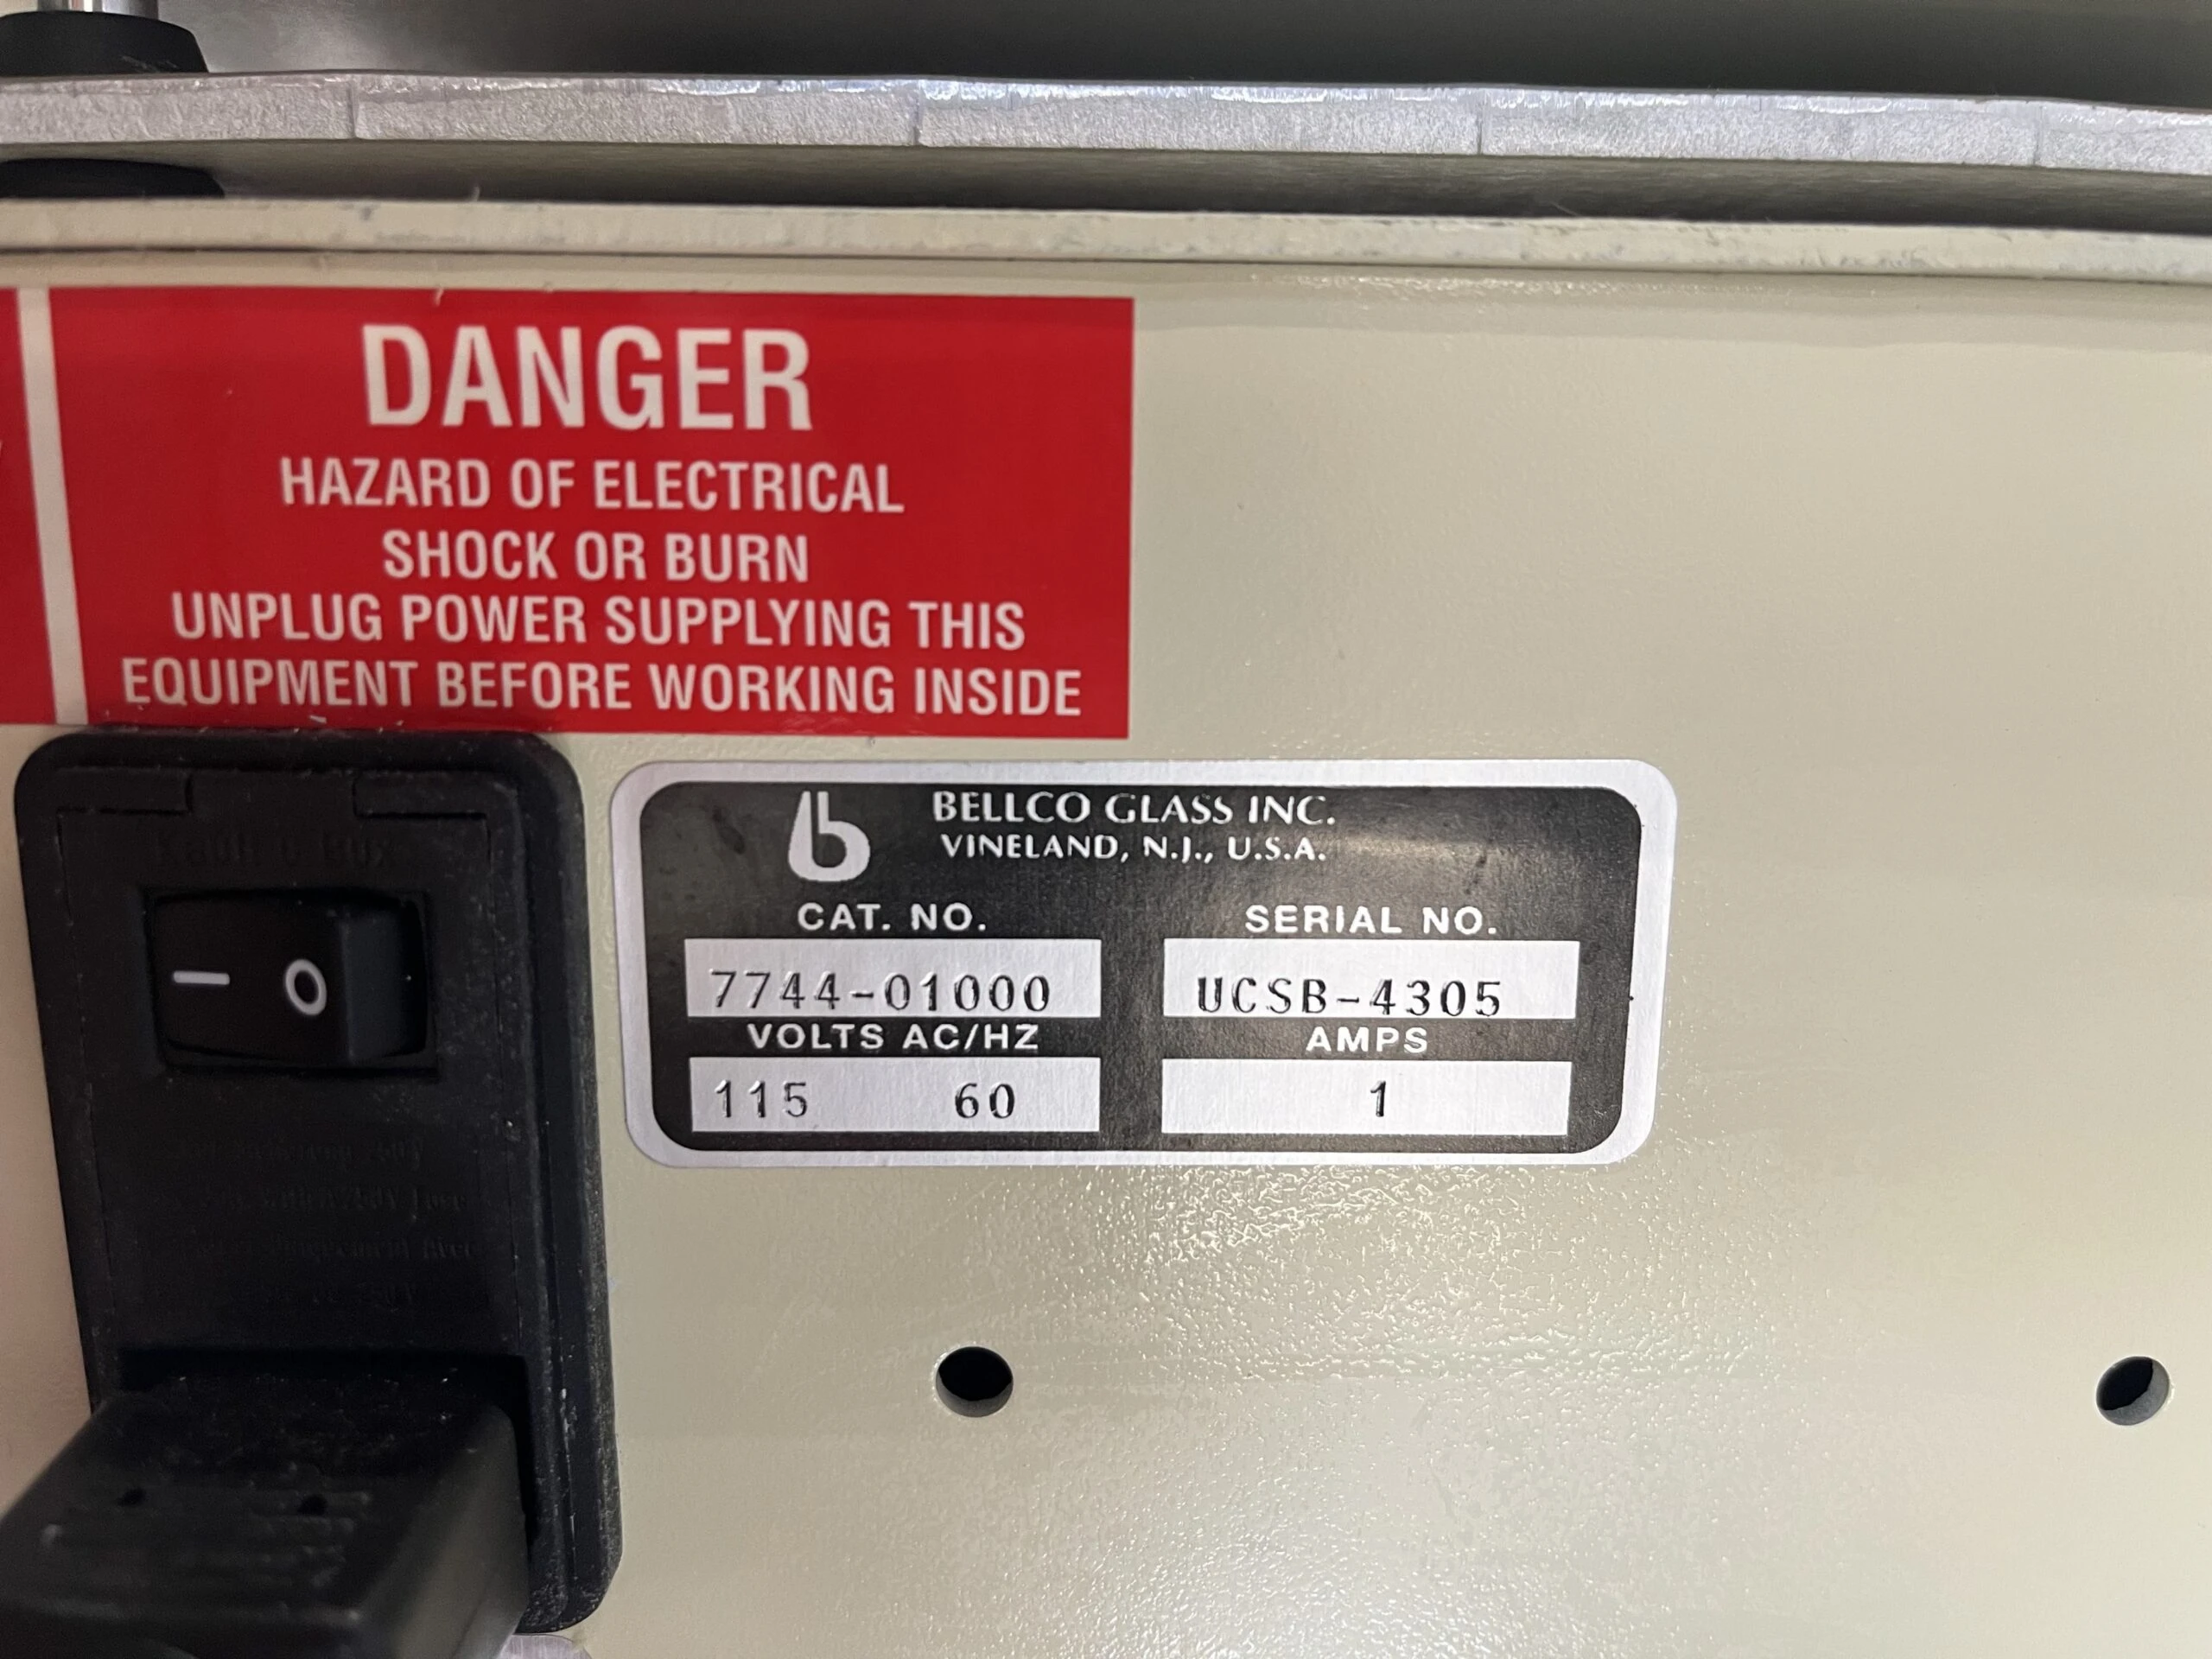 DANGER
HAZARD OF ELECTRICAL
SHOCK OR BURN
UNPLUG POWER SUPPLYING THIS
EQUIPMENT BEFORE WORKING INSIDE
BELLCO GLASS INC.
VINELAND, N.J., U.S.A.
CAT. NO. SERIAL NO.
7744-01000 UCSB-4305
VOLTS AC/HZ AMPS
115 60 1